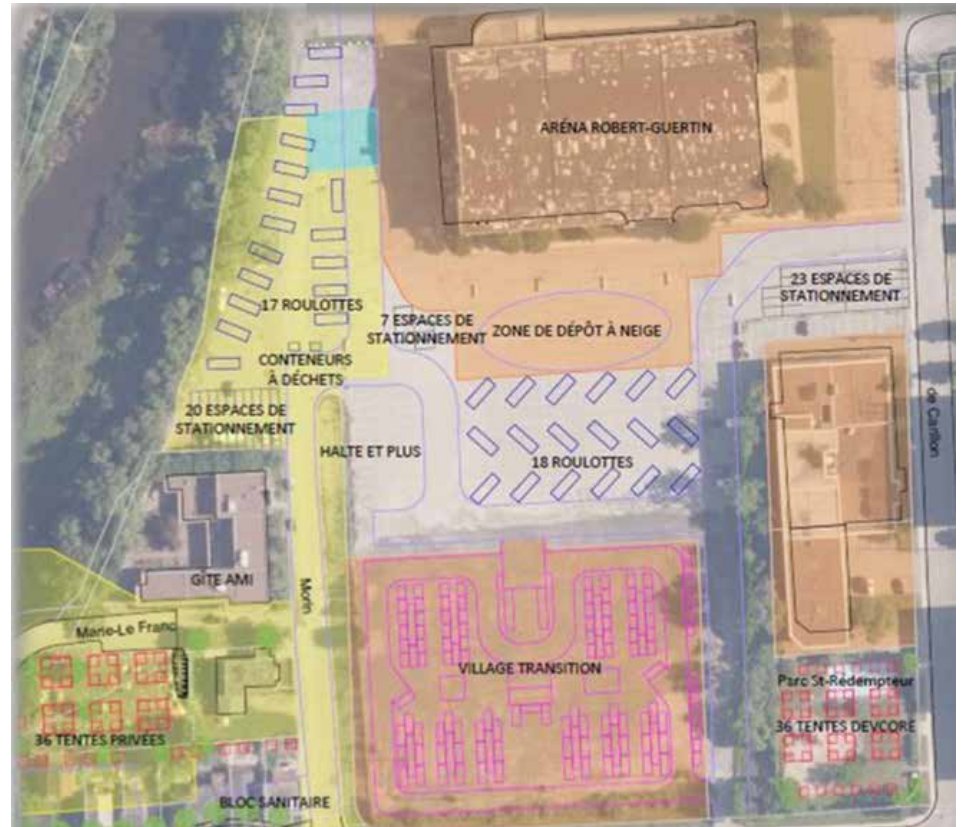 ARÉNA ROBERT-GUERTIN
23 ESPACES DE
STATIONNEMENT
17 ROULOTTES
7 ESPACES DE
STATIONNEMENT
ZONE DE DÉPÔT À NEIGE
CONTENEURS
À DÉCHETS
20 ESPACES DE
STATIONNEMENT
HALTE ET PLUS
18 ROULOTTES
de Carillon
GÎTE AMI
Morin
Marie-Le Franc
VILLAGE TRANSITION
Parc St-Rédempteur
36 TENTES PRIVÉES
36 TENTES DEVCORE
BLOC SANITAIRE